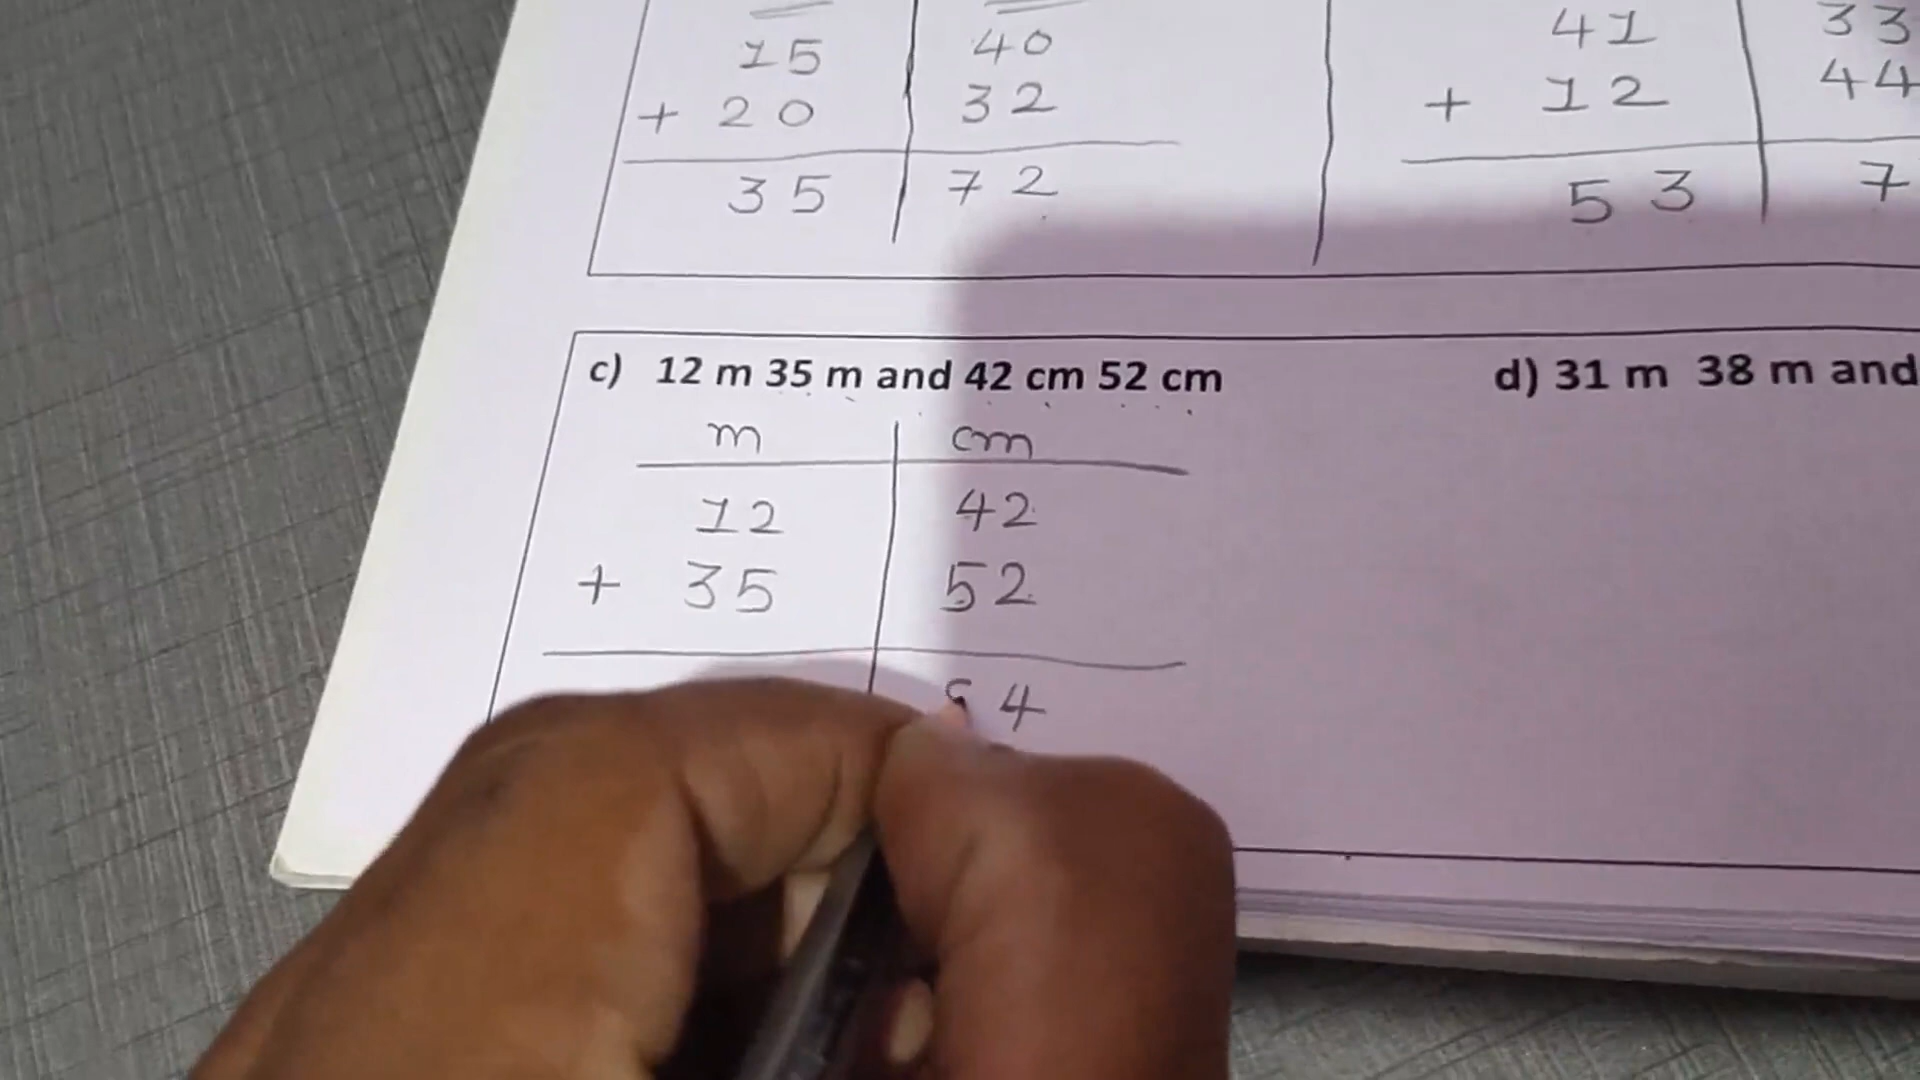 15 | 40
+ 20 | 32
35 | 72
41 | 33
+ 12 | 44
53 | 7
c) 12 m 35 m and 42 cm 52 cm
m | cm
12 | 42
+ 35 | 52
4
d) 31 m 38 m and